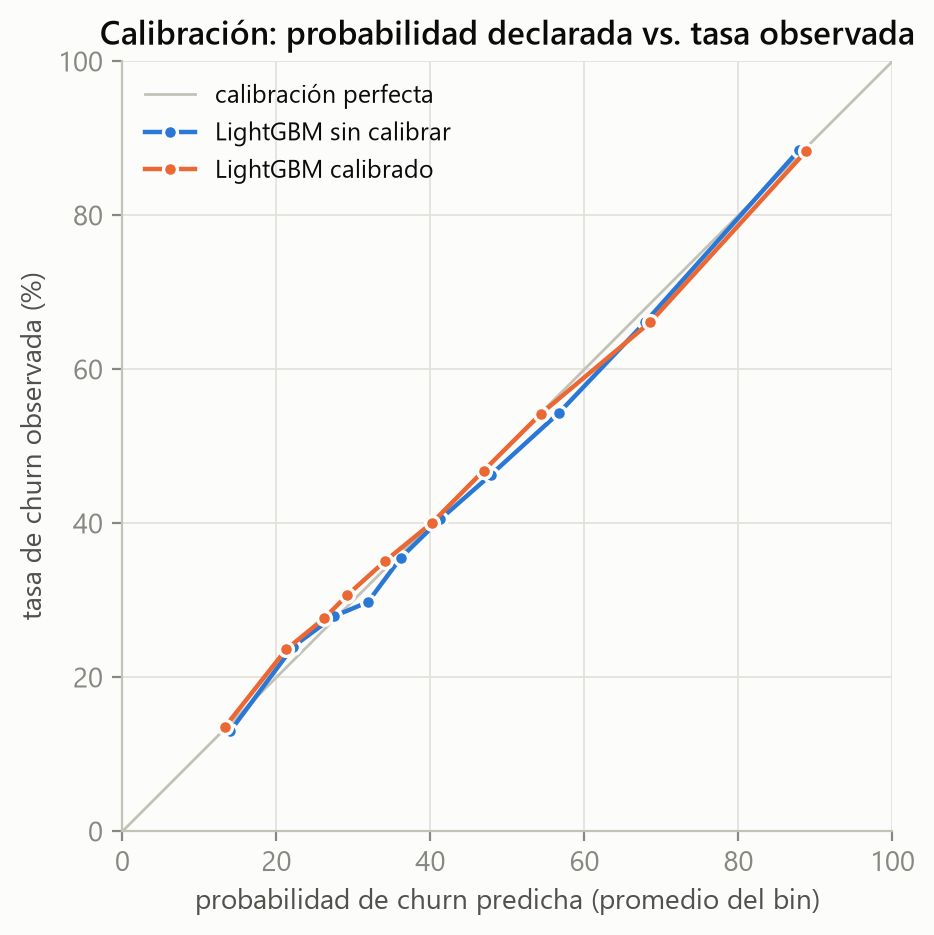 Calibración: probabilidad declarada vs. tasa observada
calibración perfecta
LightGBM sin calibrar
LightGBM calibrado
tasa de churn observada (%)
100
80
60
40
20
0
0 20 40 60 80 100
probabilidad de churn predicha (promedio del bin)